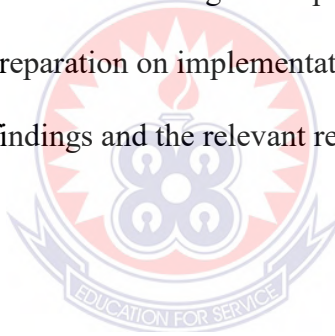 reparation on implementat
indings and the relevant re
EDUCATION FOR SERVICE